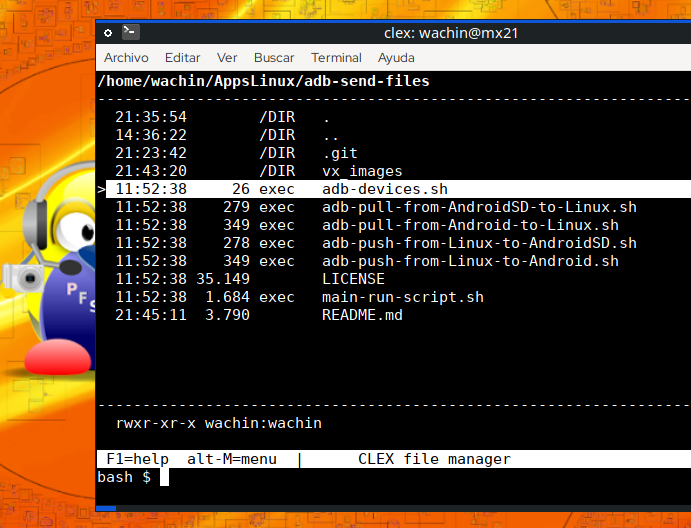 clex: wachin@mx21
Archivo Editar Ver Buscar Terminal Ayuda
/home/wachin/AppsLinux/adb-send-files
--------------------------------------------------------------------
21:35:54 /DIR .
14:36:22 /DIR ..
21:23:42 /DIR .git
21:43:20 /DIR vx_images
> 11:52:38 26 exec adb-devices.sh
11:52:38 279 exec adb-pull-from-AndroidSD-to-Linux.sh
11:52:38 349 exec adb-pull-from-Android-to-Linux.sh
11:52:38 278 exec adb-push-from-Linux-to-AndroidSD.sh
11:52:38 349 exec adb-push-from-Linux-to-Android.sh
11:52:38 35.149 LICENSE
11:52:38 1.684 exec main-run-script.sh
21:45:11 3.790 README.md
--------------------------------------------------------------------
rwxr-xr-x wachin:wachin
F1=help alt-M=menu | CLEX file manager
bash $
PFS